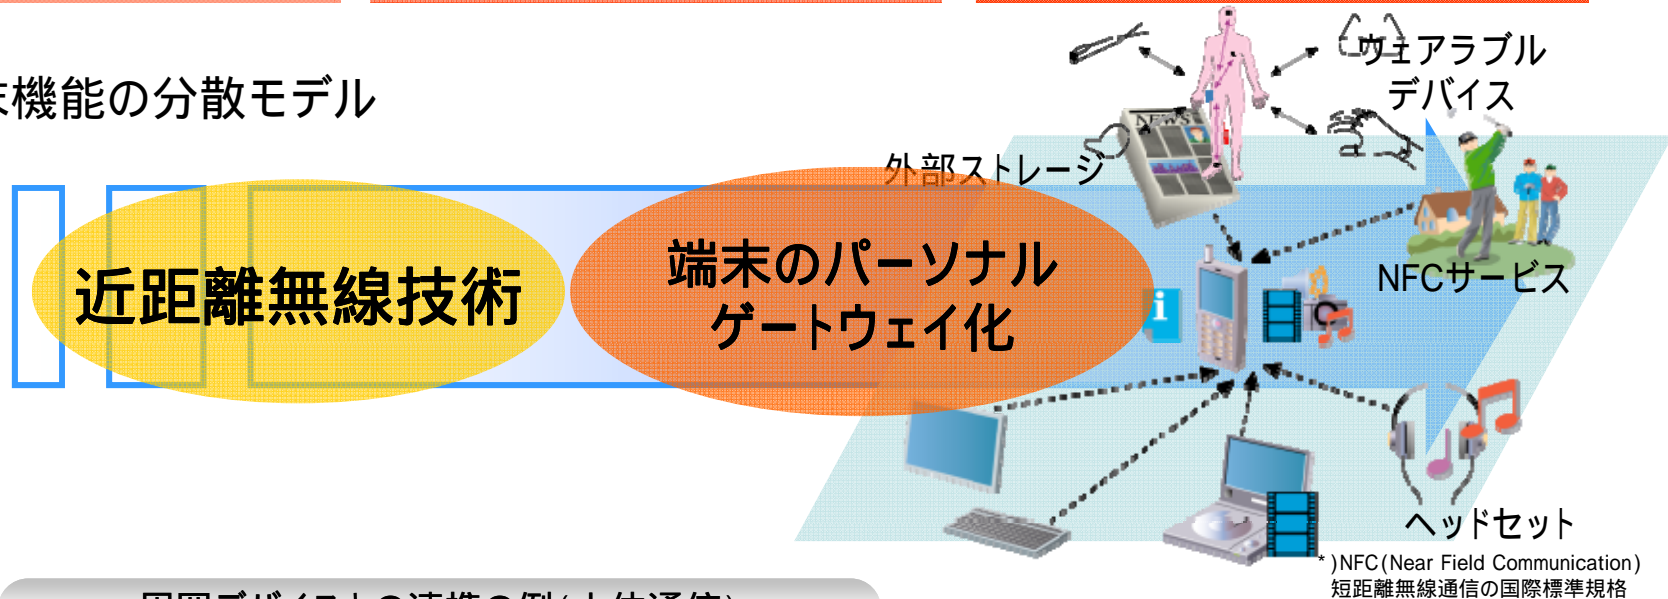 機能の分散モデル
ウェアラブル
デバイス
NEWS
外部ストレージ
近距離無線技術
端末のパーソナル
ゲートウェイ化
i
NFCサービス
ヘッドセット
*)NFC(Near Field Communication)
短距離無線通信の国際標準規格